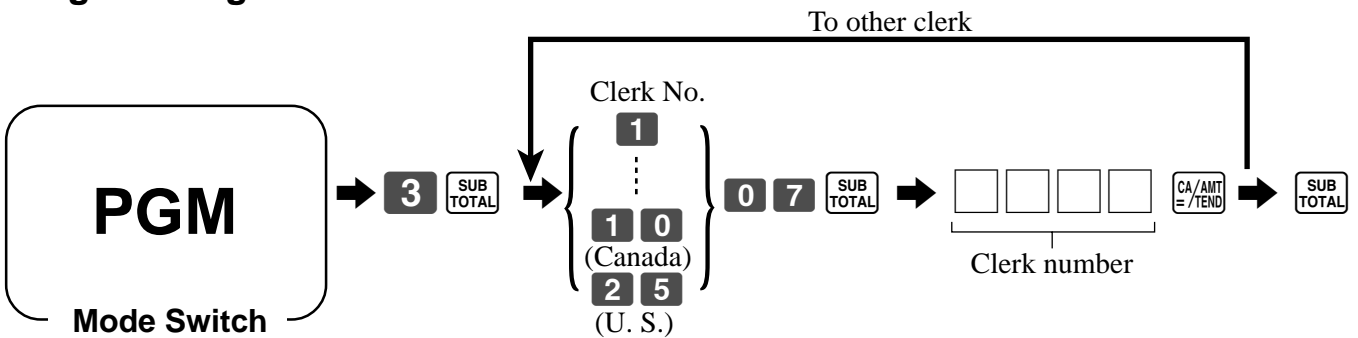 To other clerk
Clerk No.
1
PGM
3 SUB TOTAL
0 7 SUB TOTAL
CA/AMT = /TEND
SUB TOTAL
1 0
(Canada)
Clerk number
2 5
Mode Switch
(U. S.)